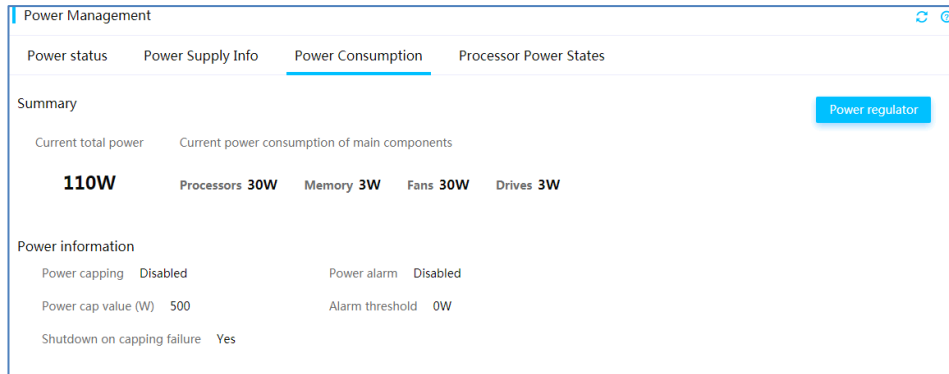 Power Management
Power status Power Supply Info Power Consumption Processor Power States
Summary
Power regulator
Current total power Current power consumption of main components
110W Processors 30W Memory 3W Fans 30W Drives 3W
Power information
Power capping Disabled Power alarm Disabled
Power cap value (W) 500 Alarm threshold 0W
Shutdown on capping failure Yes